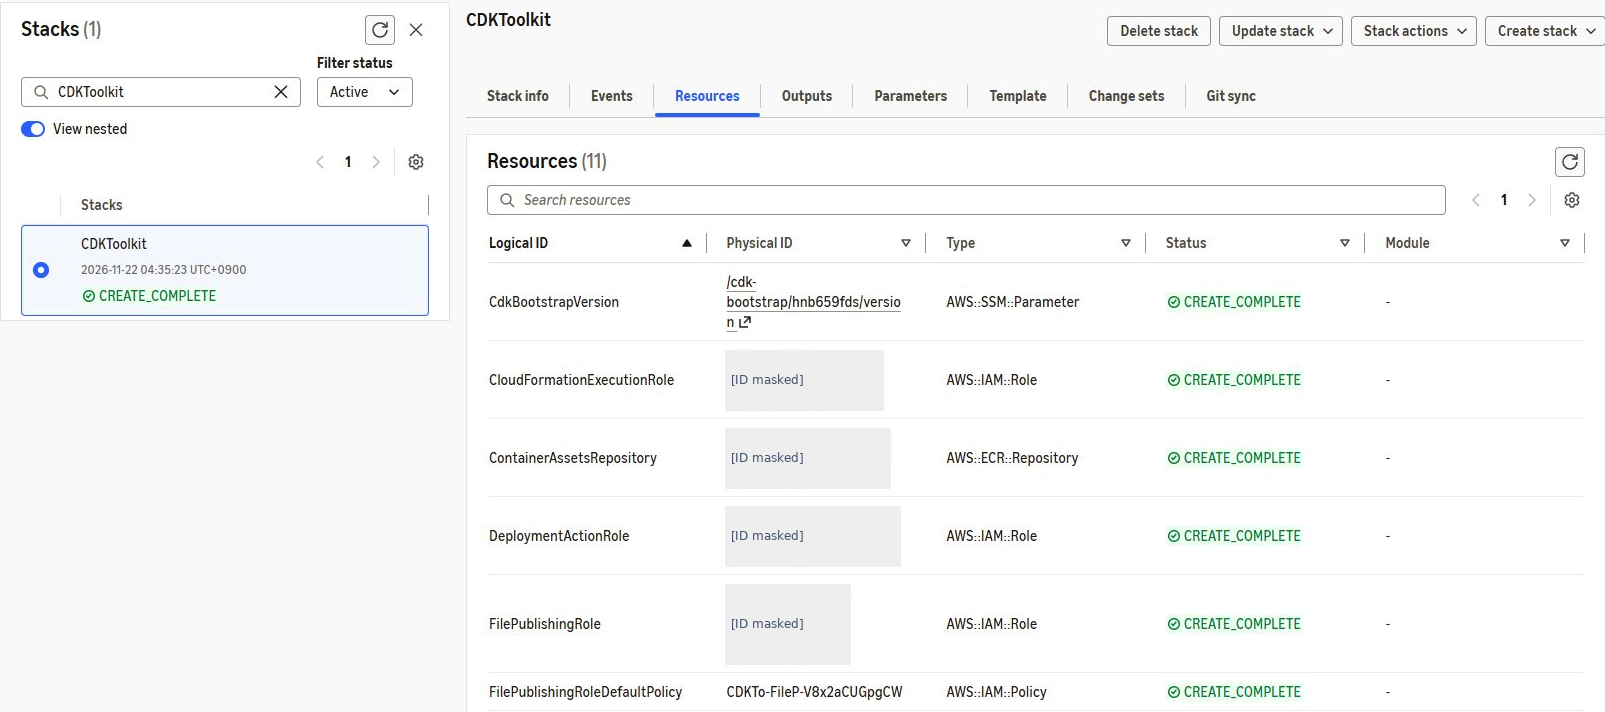 Stacks (1)
Filter status
CDKToolkit
Active
View nested
1
Stacks
CDKToolkit
2026-11-22 04:35:23 UTC+0900
CREATE_COMPLETE
CDKToolkit
Delete stack
Update stack
Stack actions
Create stack
Stack info
Events
Resources
Outputs
Parameters
Template
Change sets
Git sync
Resources (11)
Search resources
1
Logical ID
Physical ID
Type
Status
Module
CdkBootstrapVersion
/cdk-
bootstrap/hnb659fds/versio
n
AWS::SSM::Parameter
CREATE_COMPLETE
-
CloudFormationExecutionRole
[ID masked]
AWS::IAM::Role
CREATE_COMPLETE
-
ContainerAssetsRepository
[ID masked]
AWS::ECR::Repository
CREATE_COMPLETE
-
DeploymentActionRole
[ID masked]
AWS::IAM::Role
CREATE_COMPLETE
-
FilePublishingRole
[ID masked]
AWS::IAM::Role
CREATE_COMPLETE
-
FilePublishingRoleDefaultPolicy
CDKTo-FileP-V8x2aCUGpgCW
AWS::IAM::Policy
CREATE_COMPLETE
-